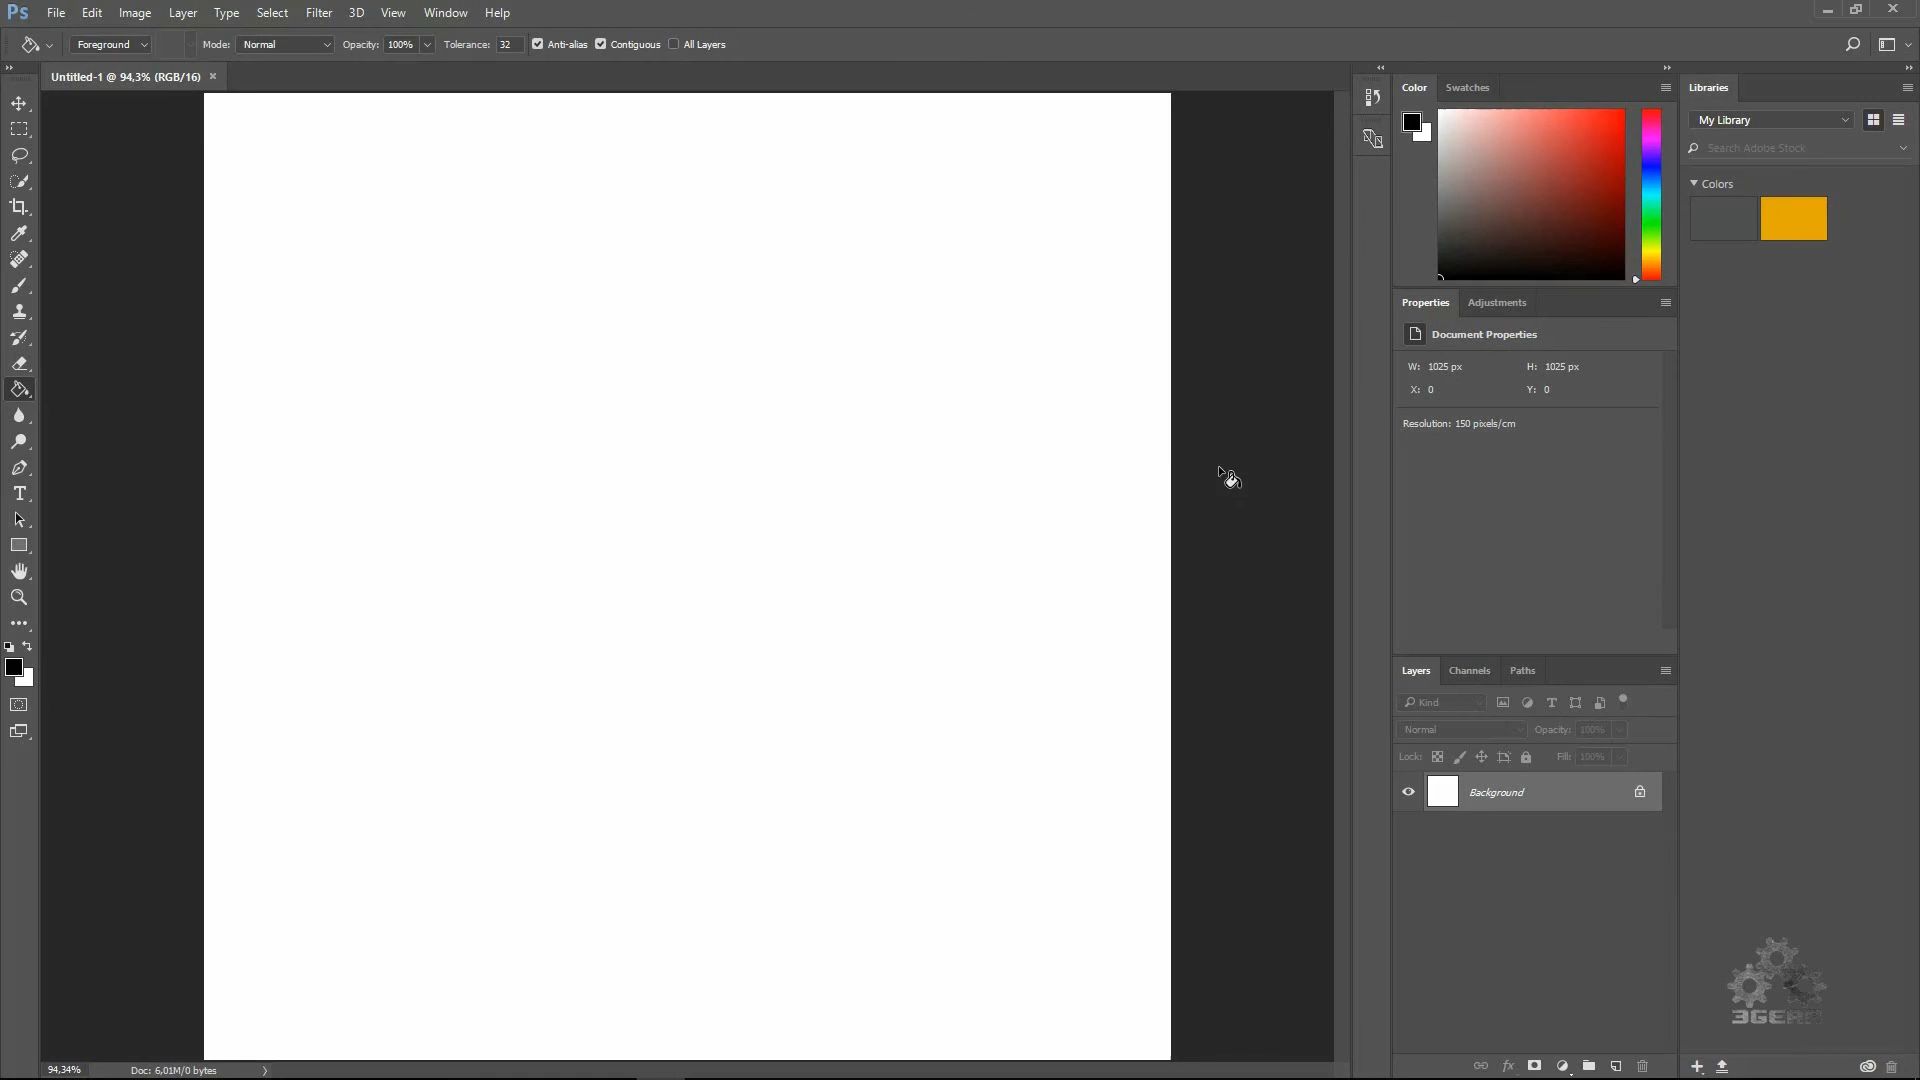 Ps File Edit Image Layer Type Select Filter 3D View Window Help
Foreground Mode: Normal Opacity: 100% Tolerance: 32 Anti-alias Contiguous All Layers
Untitled-1 @ 94,3% (RGB/16) ×
Color Swatches
Libraries
My Library
Search Adobe Stock
Colors
Properties Adjustments
Document Properties
W: 1025 px H: 1025 px
X: 0 Y: 0
Resolution: 150 pixels/cm
T
Layers Channels Paths
Kind T
Normal Opacity: 100%
Lock: Fill: 100%
Background
fx
94,34% Doc: 6,01M/0 bytes